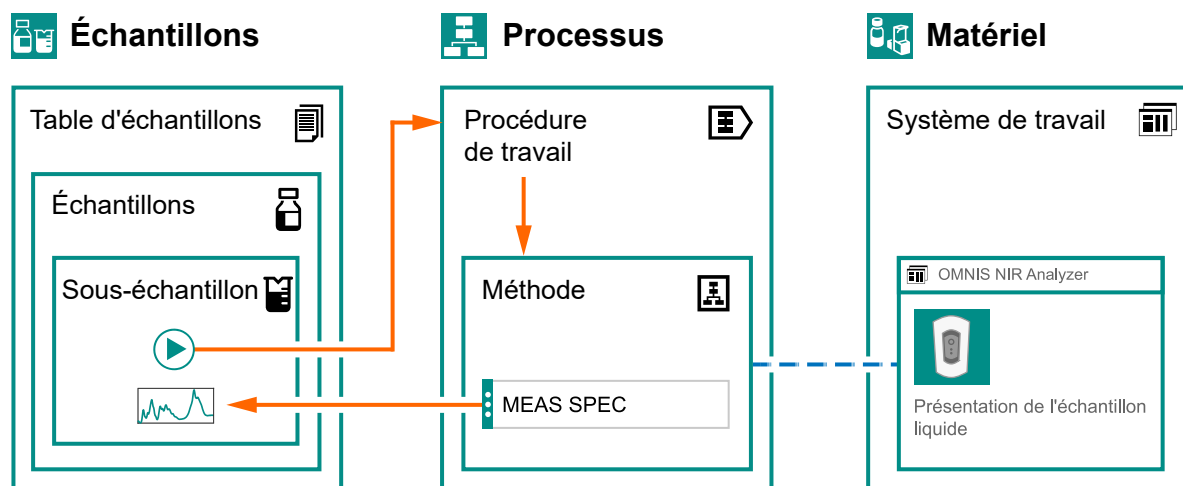 Échantillons
Processus
Matériel
Table d'échantillons
Échantillons
Sous-échantillon
Procédure
de travail
Méthode
MEAS SPEC
Système de travail
OMNIS NIR Analyzer
Présentation de l'échantillon
liquide